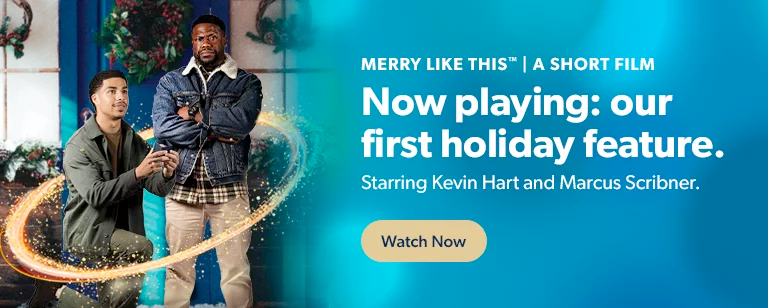 MERRY LIKE THIS™ | A SHORT FILM
Now playing: our
first holiday feature.
Starring Kevin Hart and Marcus Scribner.
Watch Now